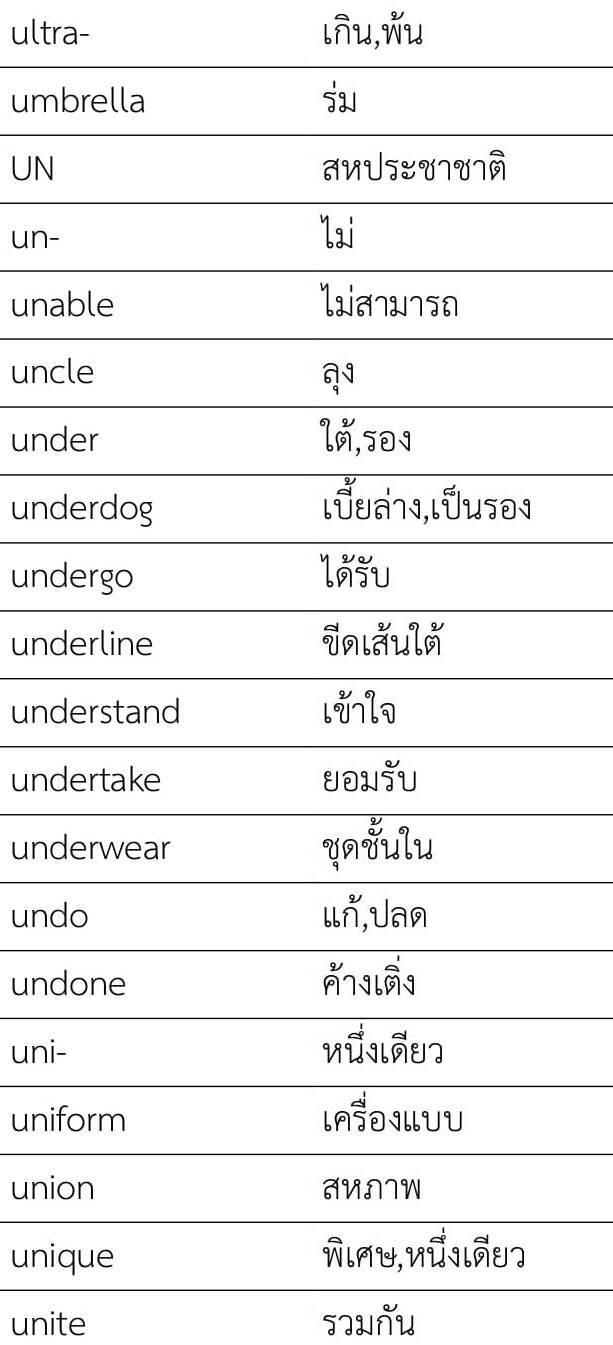 ultra- เกิน,พ้น
umbrella ร่ม
UN สหประชาชาติ
un- ไม่
unable ไม่สามารถ
uncle ลุง
under ใต้,รอง
underdog เบี้ยล่าง,เป็นรอง
undergo ได้รับ
underline ขีดเส้นใต้
understand เข้าใจ
undertake ยอมรับ
underwear ชุดชั้นใน
undo แก้,ปลด
undone ค้างเติ่ง
uni- หนึ่งเดียว
uniform เครื่องแบบ
union สหภาพ
unique พิเศษ,หนึ่งเดียว
unite รวมกัน